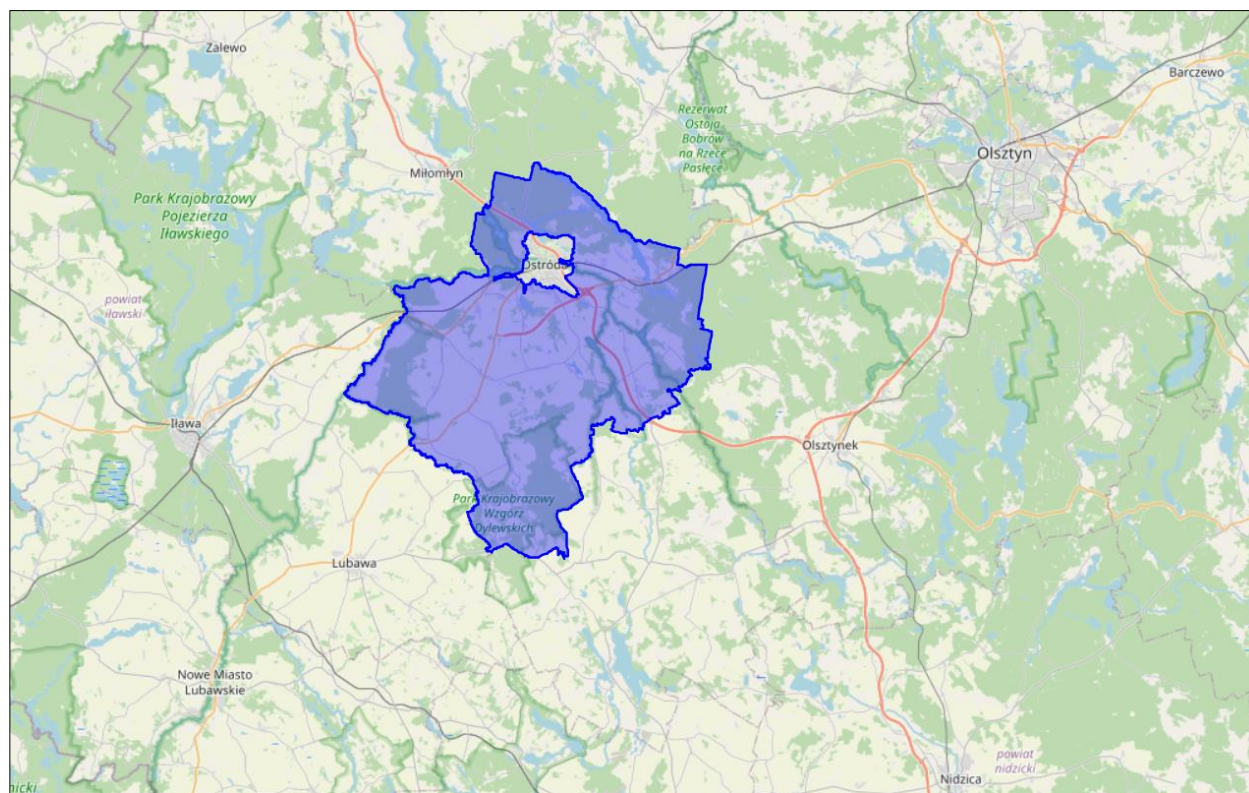 Zalewo
Barczewo
Rezerwat
Ostoja
Bobrów
na Rzece
Pasłęce
Olsztyn
Miłomłyn
Park Krajobrazowy
Pojezierza
Iławskiego
Ostróda
powiat
iławski
Iława
Olsztynek
Park Krajobrazowy
Wzgórz
Dylewskich
Lubawa
Nowe Miasto
Lubawskie
powiat
nidzicki
Nidzica
nicki